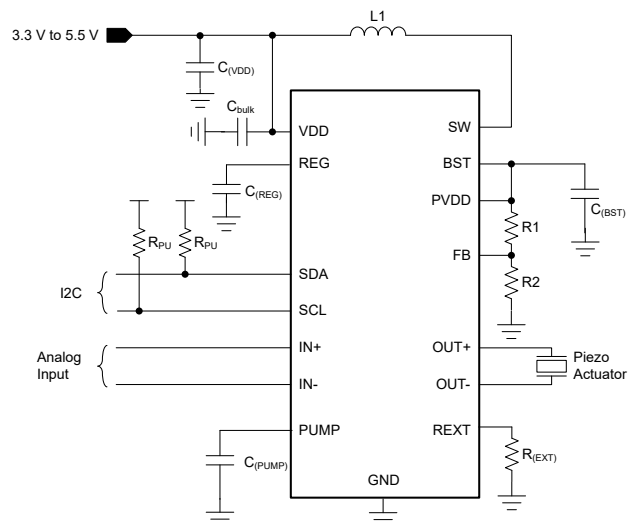 L1
3.3 V to 5.5 V
C(VDD)
Cbulk
VDD
SW
REG
BST
C(REG)
PVDD
C(BST)
R1
RPU
RPU
FB
SDA
R2
I2C
SCL
Analog
Input
IN+
OUT+
Piezo
Actuator
IN-
OUT-
PUMP
REXT
C(PUMP)
R(EXT)
GND